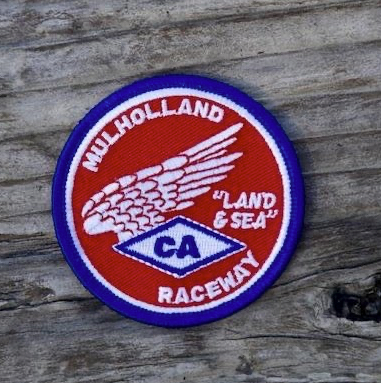 MULHOLLAND
"LAND
& SEA"
CA
RACEWAY